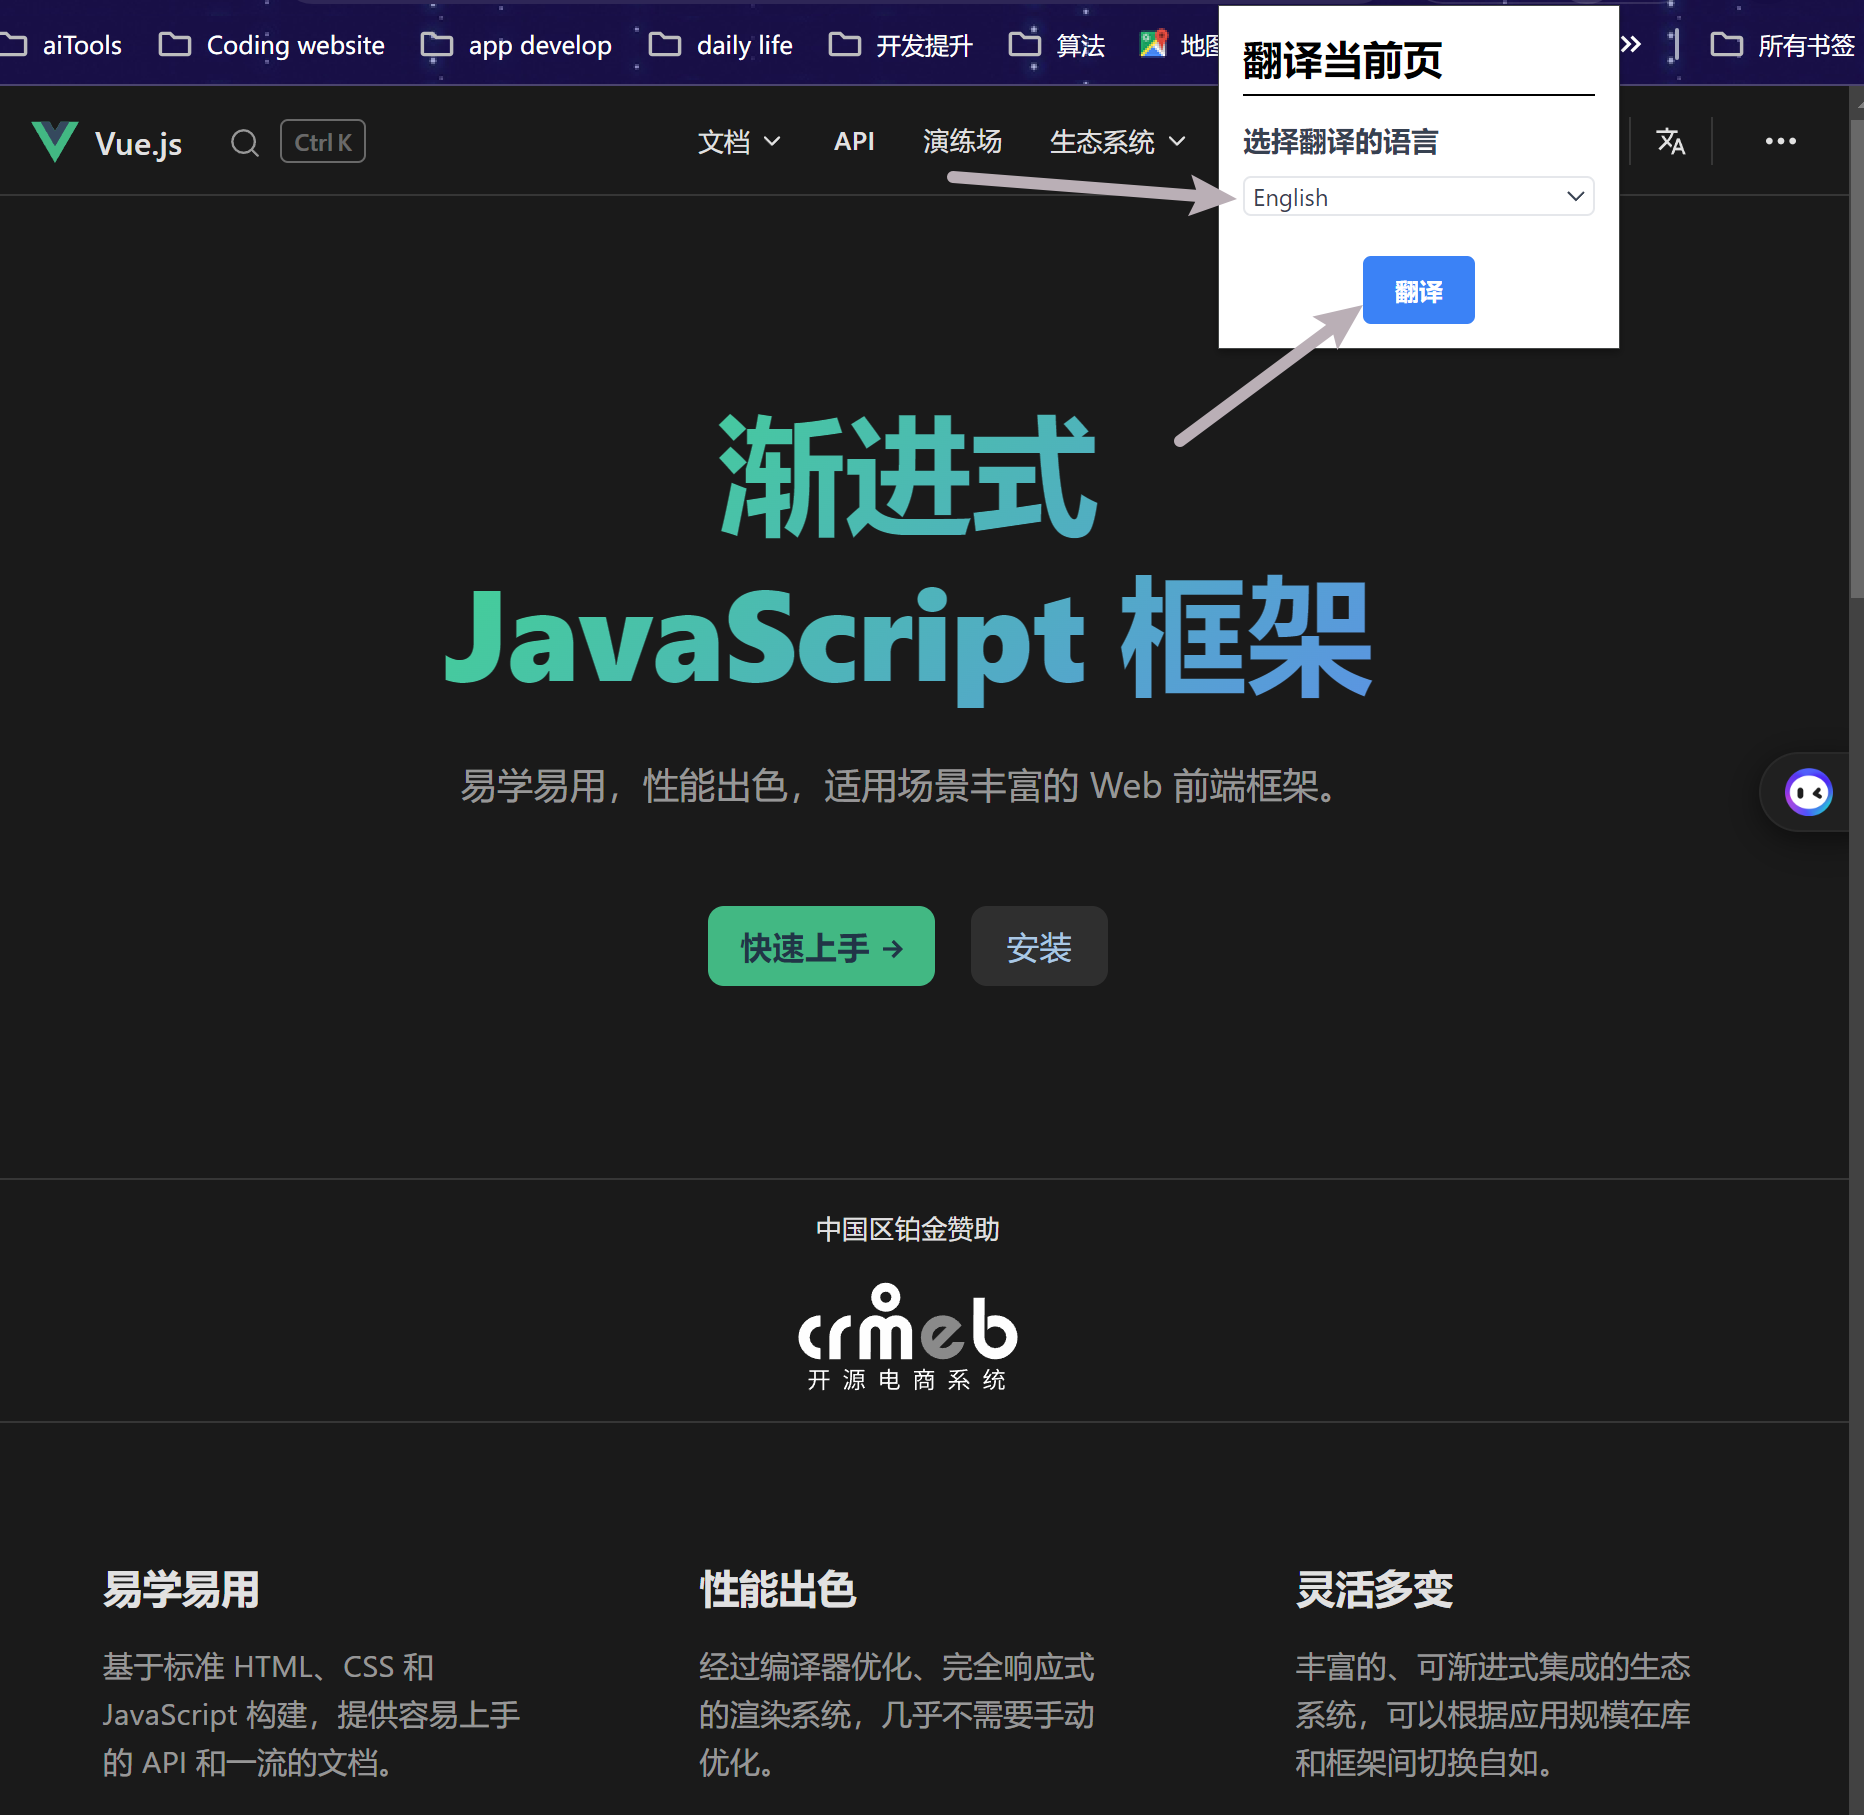 aiTools
Coding website
app develop
daily life
开发提升
算法
所有书签
翻译当前页
选择翻译的语言
English
翻译
Vue.js
Ctrl K
文档
API
演练场
生态系统
渐进式
JavaScript 框架
易学易用，性能出色，适用场景丰富的 Web 前端框架。
快速上手 →
安装
中国区铂金赞助
crmeb
开源电商系统
易学易用
基于标准 HTML、CSS 和
JavaScript 构建，提供容易上手
的 API 和一流的文档。
性能出色
经过编译器优化、完全响应式
的渲染系统，几乎不需要手动
优化。
灵活多变
丰富的、可渐进式集成的生态
系统，可以根据应用规模在库
和框架间切换自如。